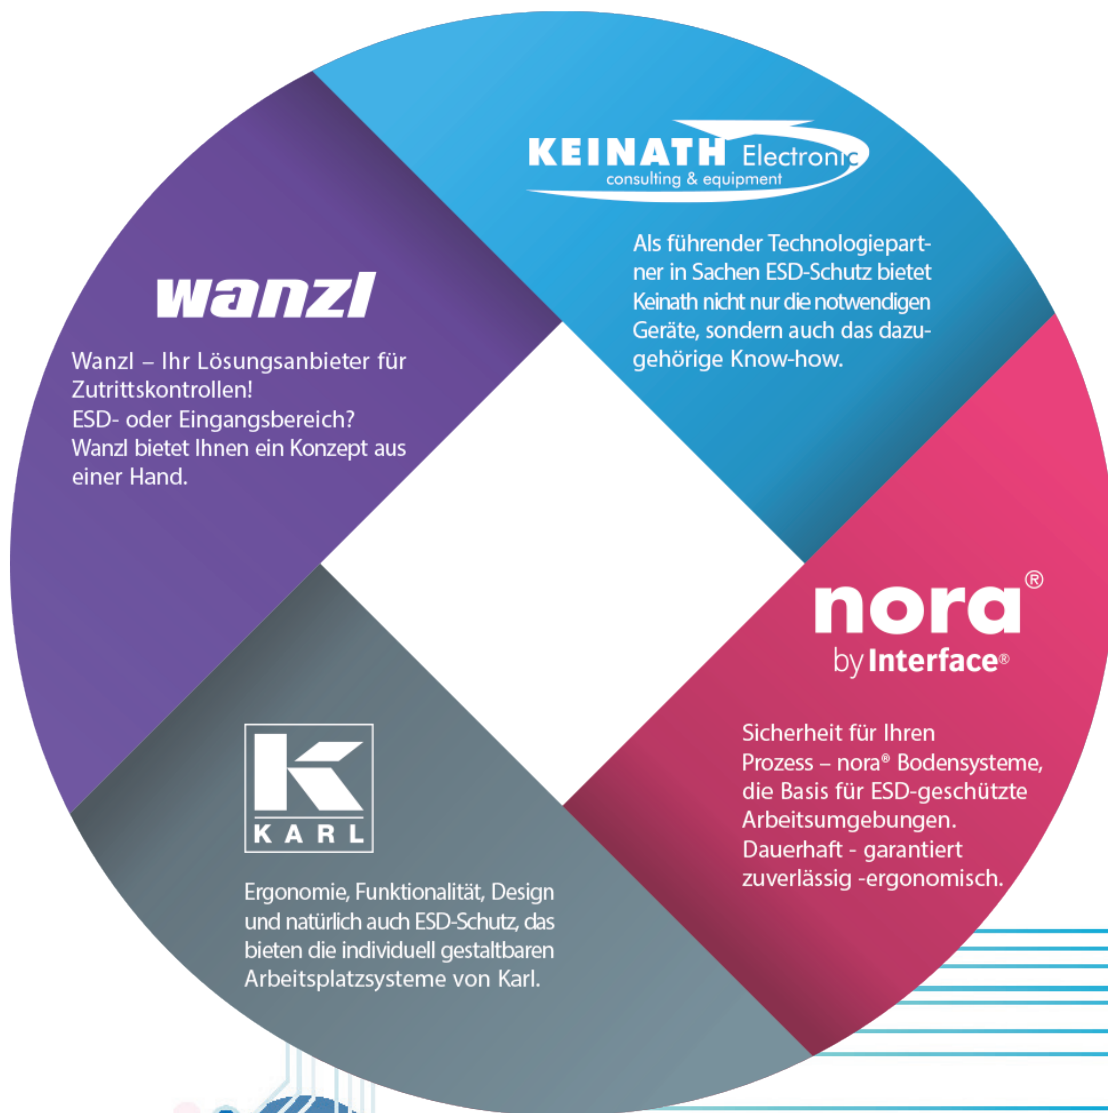 KEINATH Electronic
consulting & equipment
Als führender Technologiepart-
ner in Sachen ESD-Schutz bietet
Keinath nicht nur die notwendigen
Geräte, sondern auch das dazu-
gehörige Know-how.
wanzl
Wanzl – Ihr Lösungsanbieter für
Zutrittskontrollen!
ESD- oder Eingangsbereich?
Wanzl bietet Ihnen ein Konzept aus
einer Hand.
nora®
by Interface®
Sicherheit für Ihren
Prozess – nora® Bodensysteme,
die Basis für ESD-geschützte
Arbeitsumgebungen.
Dauerhaft - garantiert
zuverlässig -ergonomisch.
K
KARL
Ergonomie, Funktionalität, Design
und natürlich auch ESD-Schutz, das
bieten die individuell gestaltbaren
Arbeitsplatzsysteme von Karl.